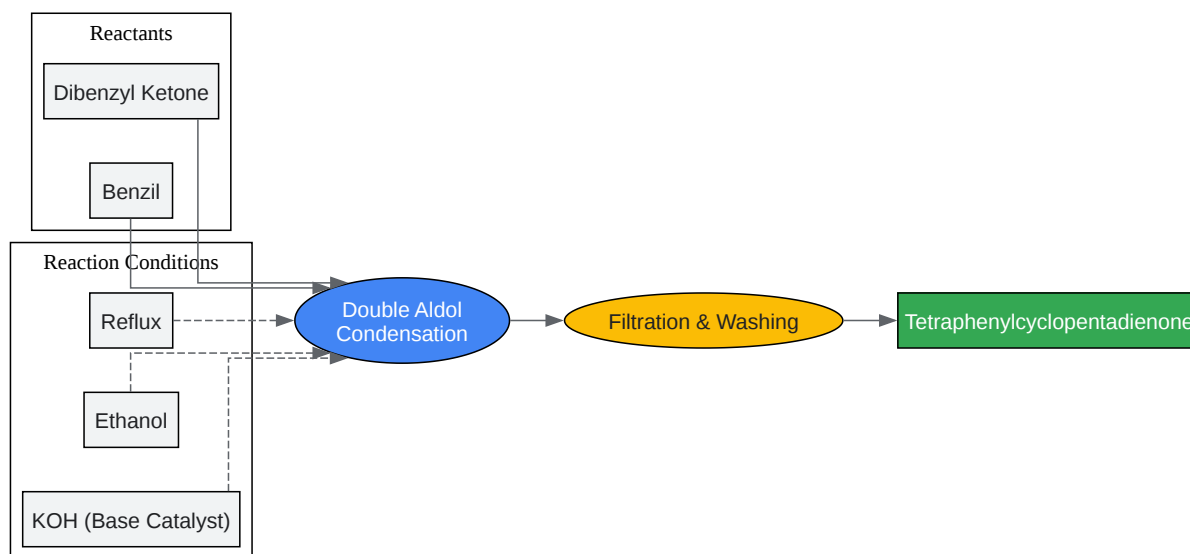 Reactants
Dibenzyl Ketone
Benzil
Reaction Conditions
Reflux
Ethanol
KOH (Base Catalyst)
Double Aldol
Condensation
Filtration & Washing
Tetraphenylcyclopentadienone